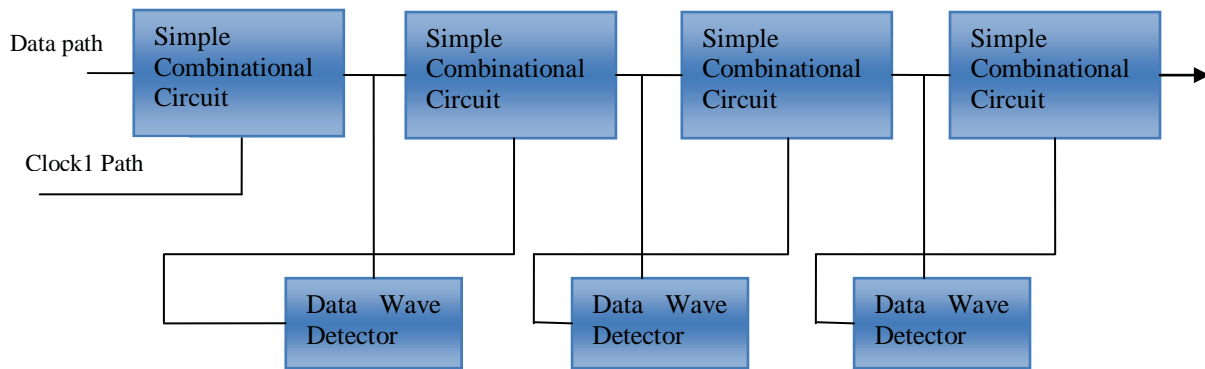 Data path
Simple
Combinational
Circuit
Simple
Combinational
Circuit
Simple
Combinational
Circuit
Simple
Combinational
Circuit
Clock1 Path
Data Wave
Detector
Data Wave
Detector
Data Wave
Detector